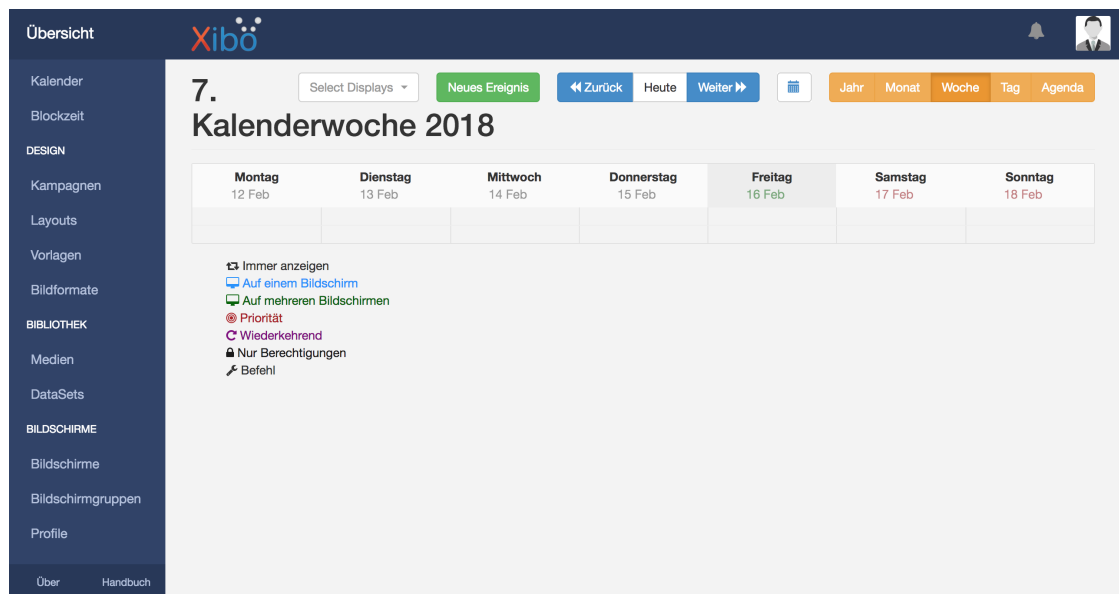 Übersicht
Xibo
Kalender
Blockzeit
DESIGN
Kampagnen
Layouts
Vorlagen
Bildformate
BIBLIOTHEK
Medien
DataSets
BILDSCHIRME
Bildschirme
Bildschirmgruppen
Profile
Über Handbuch
7.
Kalenderwoche 2018
Select Displays Neues Ereignis Zurück Heute Weiter Jahr Monat Woche Tag Agenda
Montag Dienstag Mittwoch Donnerstag Freitag Samstag Sonntag
12 Feb 13 Feb 14 Feb 15 Feb 16 Feb 17 Feb 18 Feb
Immer anzeigen
Auf einem Bildschirm
Auf mehreren Bildschirmen
Priorität
Wiederkehrend
Nur Berechtigungen
Befehl